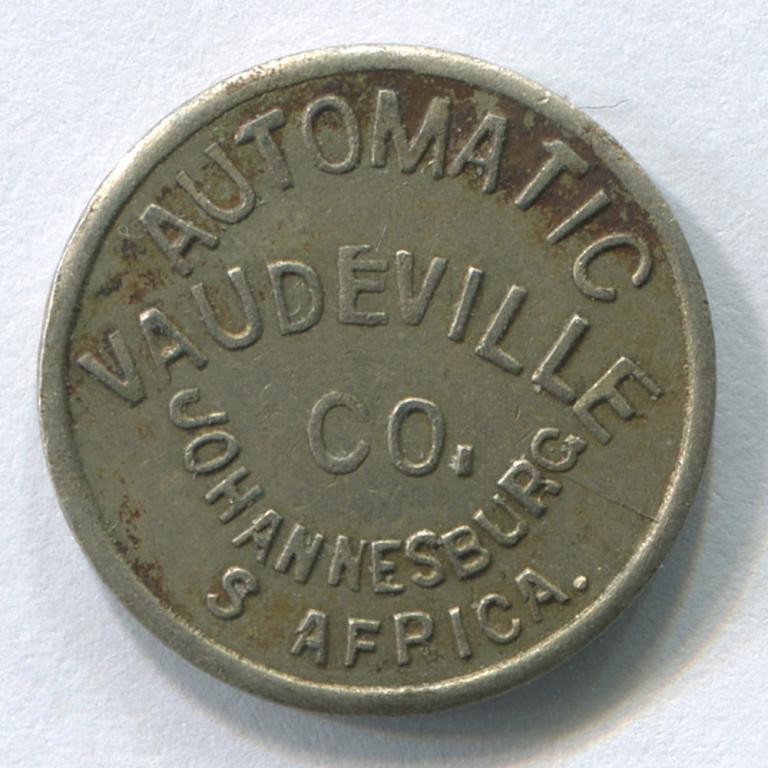 AUTOMATIC
VAUDEVILLE
CO.
JOHANNESBURG
S AFRICA.